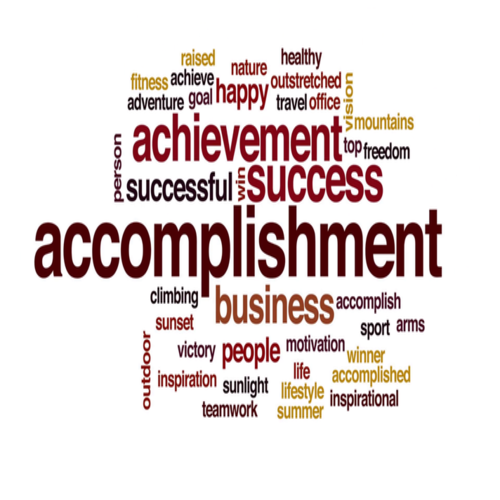 raised
healthy
nature
fitness
achieve
outstretched
adventure
goal
happy
travel
office
vision
mountains
achievement
top
freedom
person
successful
win
success
accomplishment
climbing
business
accomplish
sunset
sport
arms
outdoor
victory
people
motivation
winner
inspiration
sunlight
life
accomplished
lifestyle
inspirational
teamwork
summer